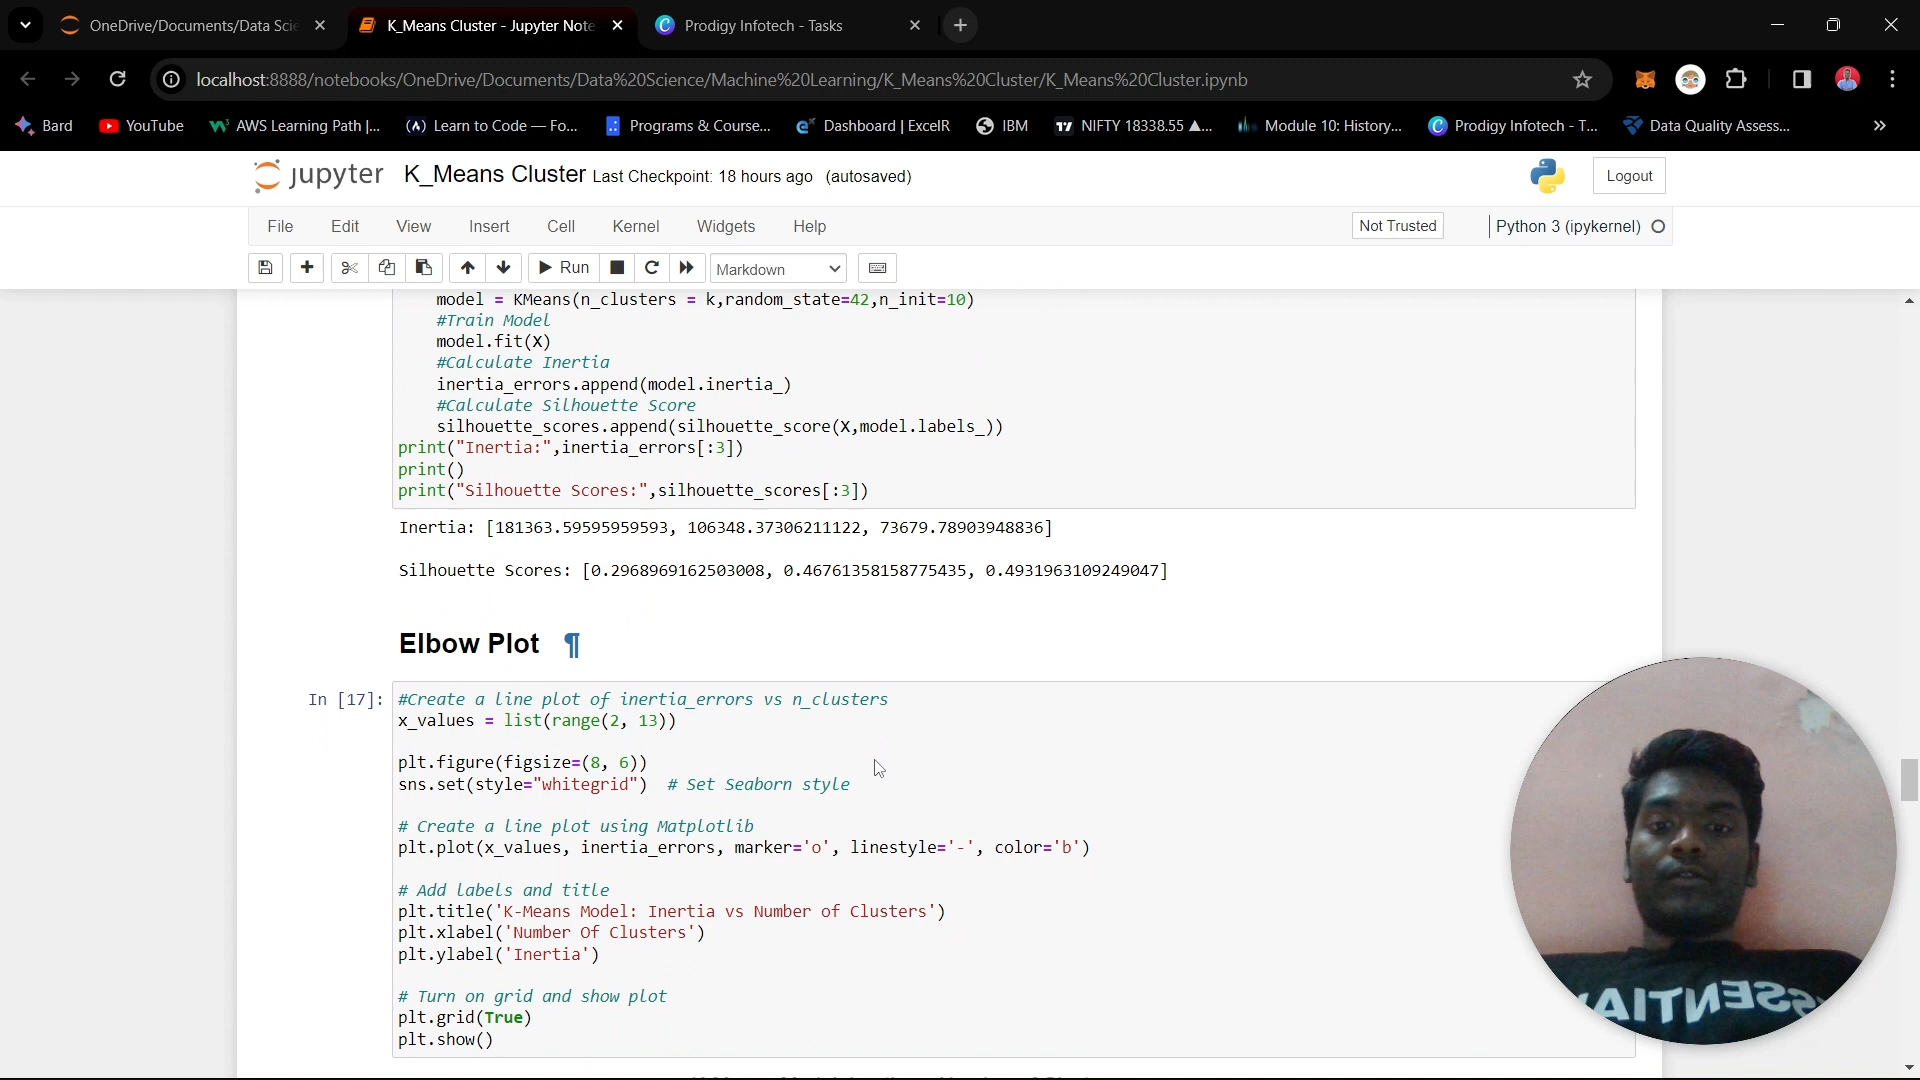 OneDrive/Documents/Data Scie
K_Means Cluster - Jupyter Note
Prodigy Infotech - Tasks
localhost:8888/notebooks/OneDrive/Documents/Data%20Science/Machine%20Learning/K_Means%20Cluster/K_Means%20Cluster.ipynb
Bard YouTube AWS Learning Path |... Learn to Code — Fo... Programs & Course... Dashboard | ExcelR IBM NIFTY 18338.55 ▲... Module 10: History... Prodigy Infotech - T... Data Quality Assess...
jupyter K_Means Cluster Last Checkpoint: 18 hours ago (autosaved) Logout
File Edit View Insert Cell Kernel Widgets Help Not Trusted Python 3 (ipykernel)
Run Markdown
model = KMeans(n_clusters = k,random_state=42,n_init=10)
#Train Model
model.fit(X)
#Calculate Inertia
inertia_errors.append(model.inertia_)
#Calculate Silhouette Score
silhouette_scores.append(silhouette_score(X,model.labels_))
print("Inertia:",inertia_errors[:3])
print()
print("Silhouette Scores:",silhouette_scores[:3])
Inertia: [181363.59595959593, 106348.37306211122, 73679.78903948836]
Silhouette Scores: [0.2968969162503008, 0.46761358158775435, 0.4931963109249047]
Elbow Plot ¶
In [17]:
#Create a line plot of inertia_errors vs n_clusters
x_values = list(range(2, 13))
plt.figure(figsize=(8, 6))
sns.set(style="whitegrid") # Set Seaborn style
# Create a line plot using Matplotlib
plt.plot(x_values, inertia_errors, marker='o', linestyle='-', color='b')
# Add labels and title
plt.title('K-Means Model: Inertia vs Number of Clusters')
plt.xlabel('Number Of Clusters')
plt.ylabel('Inertia')
# Turn on grid and show plot
plt.grid(True)
plt.show()